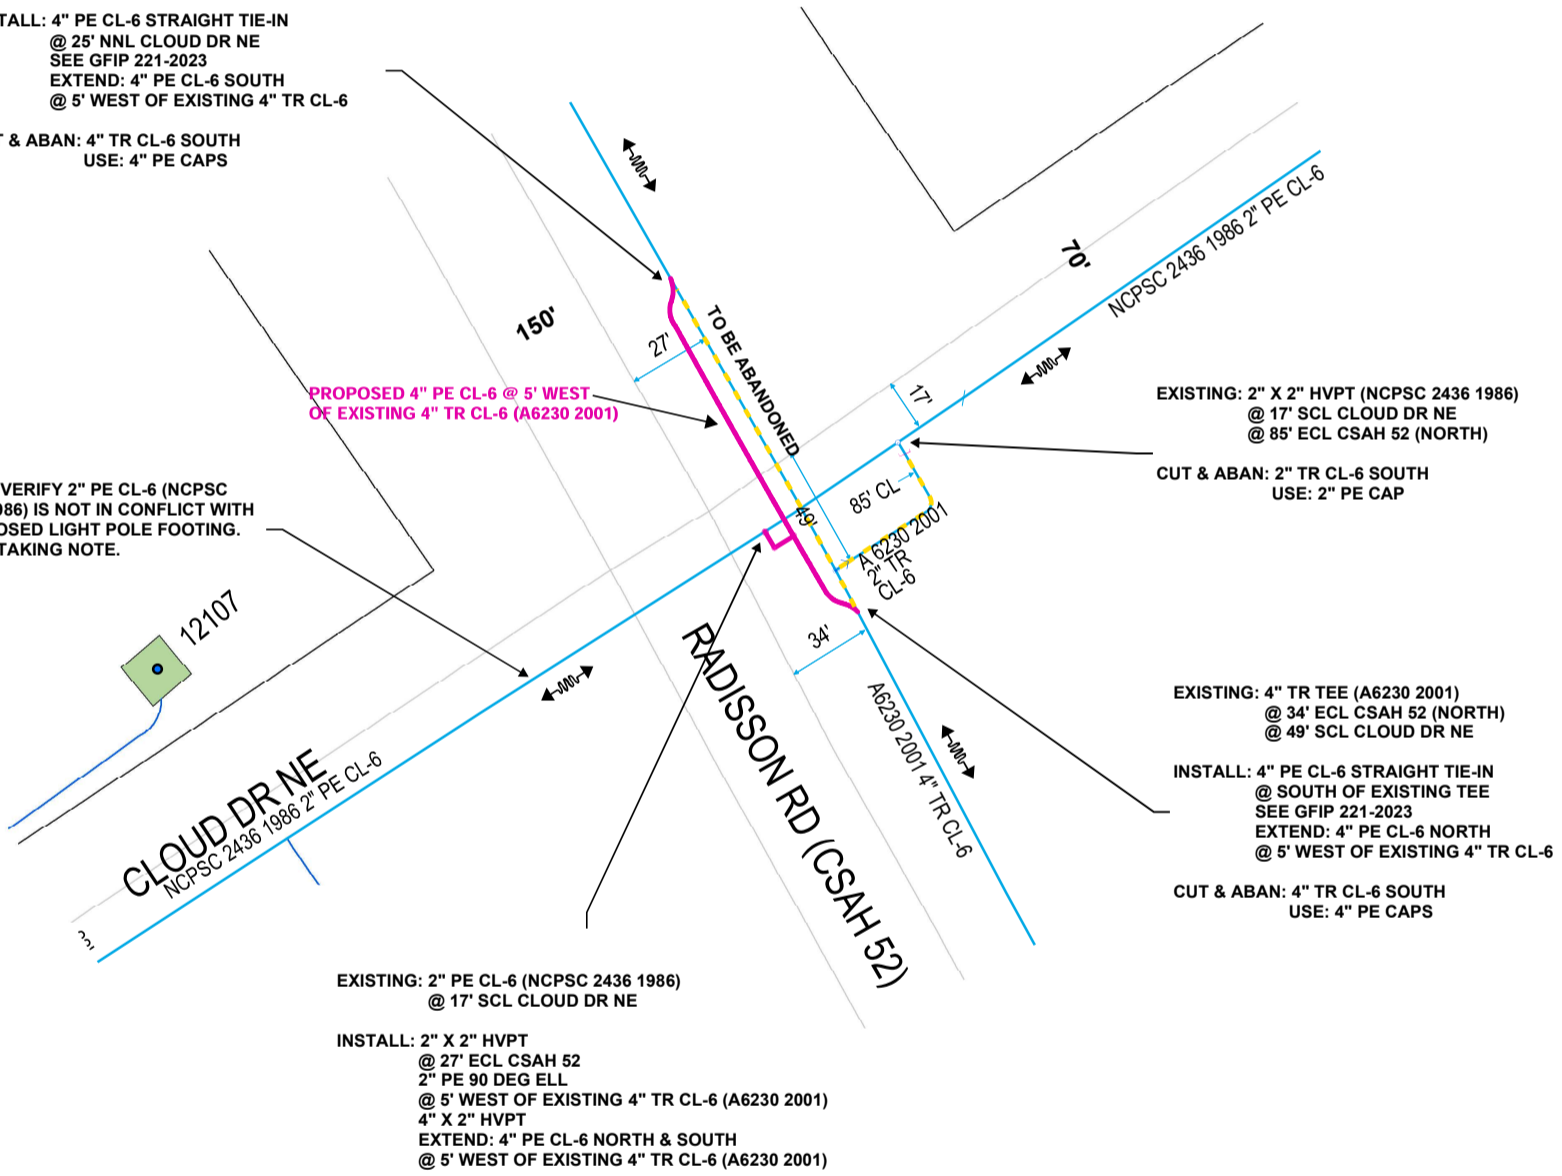 TALL: 4" PE CL-6 STRAIGHT TIE-IN
@ 25' NNL CLOUD DR NE
SEE GFIP 221-2023
EXTEND: 4" PE CL-6 SOUTH
@ 5' WEST OF EXISTING 4" TR CL-6
& ABAN: 4" TR CL-6 SOUTH
USE: 4" PE CAPS
150'
27'
TO BE ABANDONED
70'
NCPSC 2436 1986 2" PE CL-6
17'
PROPOSED 4" PE CL-6 @ 5' WEST
OF EXISTING 4" TR CL-6 (A6230 2001)
EXISTING: 2" X 2" HVPT (NCPSC 2436 1986)
@ 17' SCL CLOUD DR NE
@ 85' ECL CSAH 52 (NORTH)
CUT & ABAN: 2" TR CL-6 SOUTH
USE: 2" PE CAP
VERIFY 2" PE CL-6 (NCPSC
986) IS NOT IN CONFLICT WITH
OSED LIGHT POLE FOOTING.
TAKING NOTE.
85' CL
49'
A 6230 2001
2" TR
CL-6
12107
34'
RADISSON RD (CSAH 52)
A6230 2001 4" TR CL-6
EXISTING: 4" TR TEE (A6230 2001)
@ 34' ECL CSAH 52 (NORTH)
@ 49' SCL CLOUD DR NE
INSTALL: 4" PE CL-6 STRAIGHT TIE-IN
@ SOUTH OF EXISTING TEE
SEE GFIP 221-2023
EXTEND: 4" PE CL-6 NORTH
@ 5' WEST OF EXISTING 4" TR CL-6
CUT & ABAN: 4" TR CL-6 SOUTH
USE: 4" PE CAPS
CLOUD DR NE
NCPSC 2436 1986 2" PE CL-6
EXISTING: 2" PE CL-6 (NCPSC 2436 1986)
@ 17' SCL CLOUD DR NE
INSTALL: 2" X 2" HVPT
@ 27' ECL CSAH 52
2" PE 90 DEG ELL
@ 5' WEST OF EXISTING 4" TR CL-6 (A6230 2001)
4" X 2" HVPT
EXTEND: 4" PE CL-6 NORTH & SOUTH
@ 5' WEST OF EXISTING 4" TR CL-6 (A6230 2001)